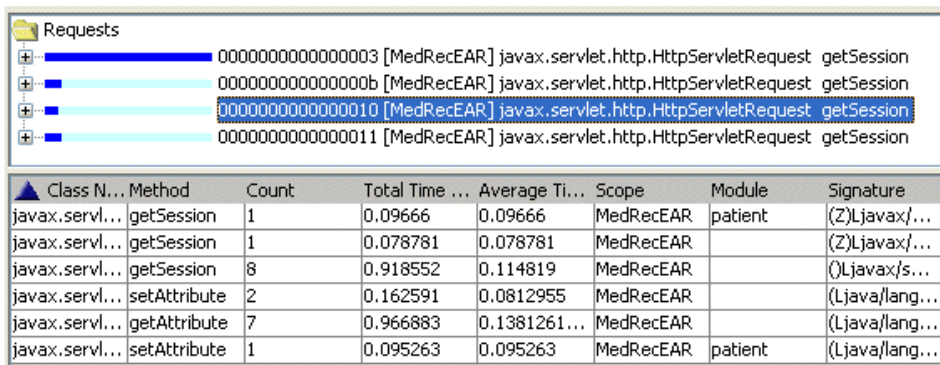 Requests
0000000000000003 [MedRecEAR] javax.servlet.http.HttpServletRequest getSession
000000000000000b [MedRecEAR] javax.servlet.http.HttpServletRequest getSession
0000000000000010 [MedRecEAR] javax.servlet.http.HttpServletRequest getSession
0000000000000011 [MedRecEAR] javax.servlet.http.HttpServletRequest getSession
Class N... Method Count Total Time ... Average Ti... Scope Module Signature
javax.servl... getSession 1 0.09666 0.09666 MedRecEAR patient (Z)Ljavax/...
javax.servl... getSession 1 0.078781 0.078781 MedRecEAR (Z)Ljavax/...
javax.servl... getSession 8 0.918552 0.114819 MedRecEAR ()Ljavax/s...
javax.servl... setAttribute 2 0.162591 0.0812955 MedRecEAR (Ljava/lang...
javax.servl... getAttribute 7 0.966883 0.1381261... MedRecEAR (Ljava/lang...
javax.servl... setAttribute 1 0.095263 0.095263 MedRecEAR patient (Ljava/lang...